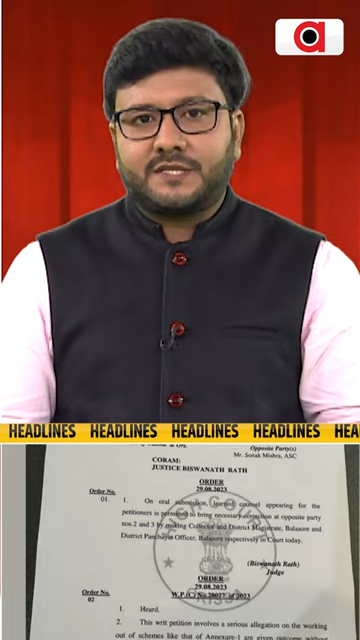 a
HEADLINES HEADLINES HEADLINES HEA
Opposite Party(s)
Mr. Sonak Mishra, ASC
CORAM:
JUSTICE BISWANATH RATH
ORDER
29.08.2023
Order No.
01. 1. On oral submission, learned counsel appearing for the
petitioners is permitted to bring necessary correction at opposite party
nos.2 and 3 by making Collector and District Magistrate, Balasore and
District Panchayat Officer, Balasore respectively in Court today.
(Biswanath Rath)
Judge
ORDER
29.08.2023
Order No.
02
W.P.(C) No.28027 of 2023
1. Heard.
2. This writ petition involves a serious allegation on the working
out of schemes like that of Annexure-1 are given outcome without